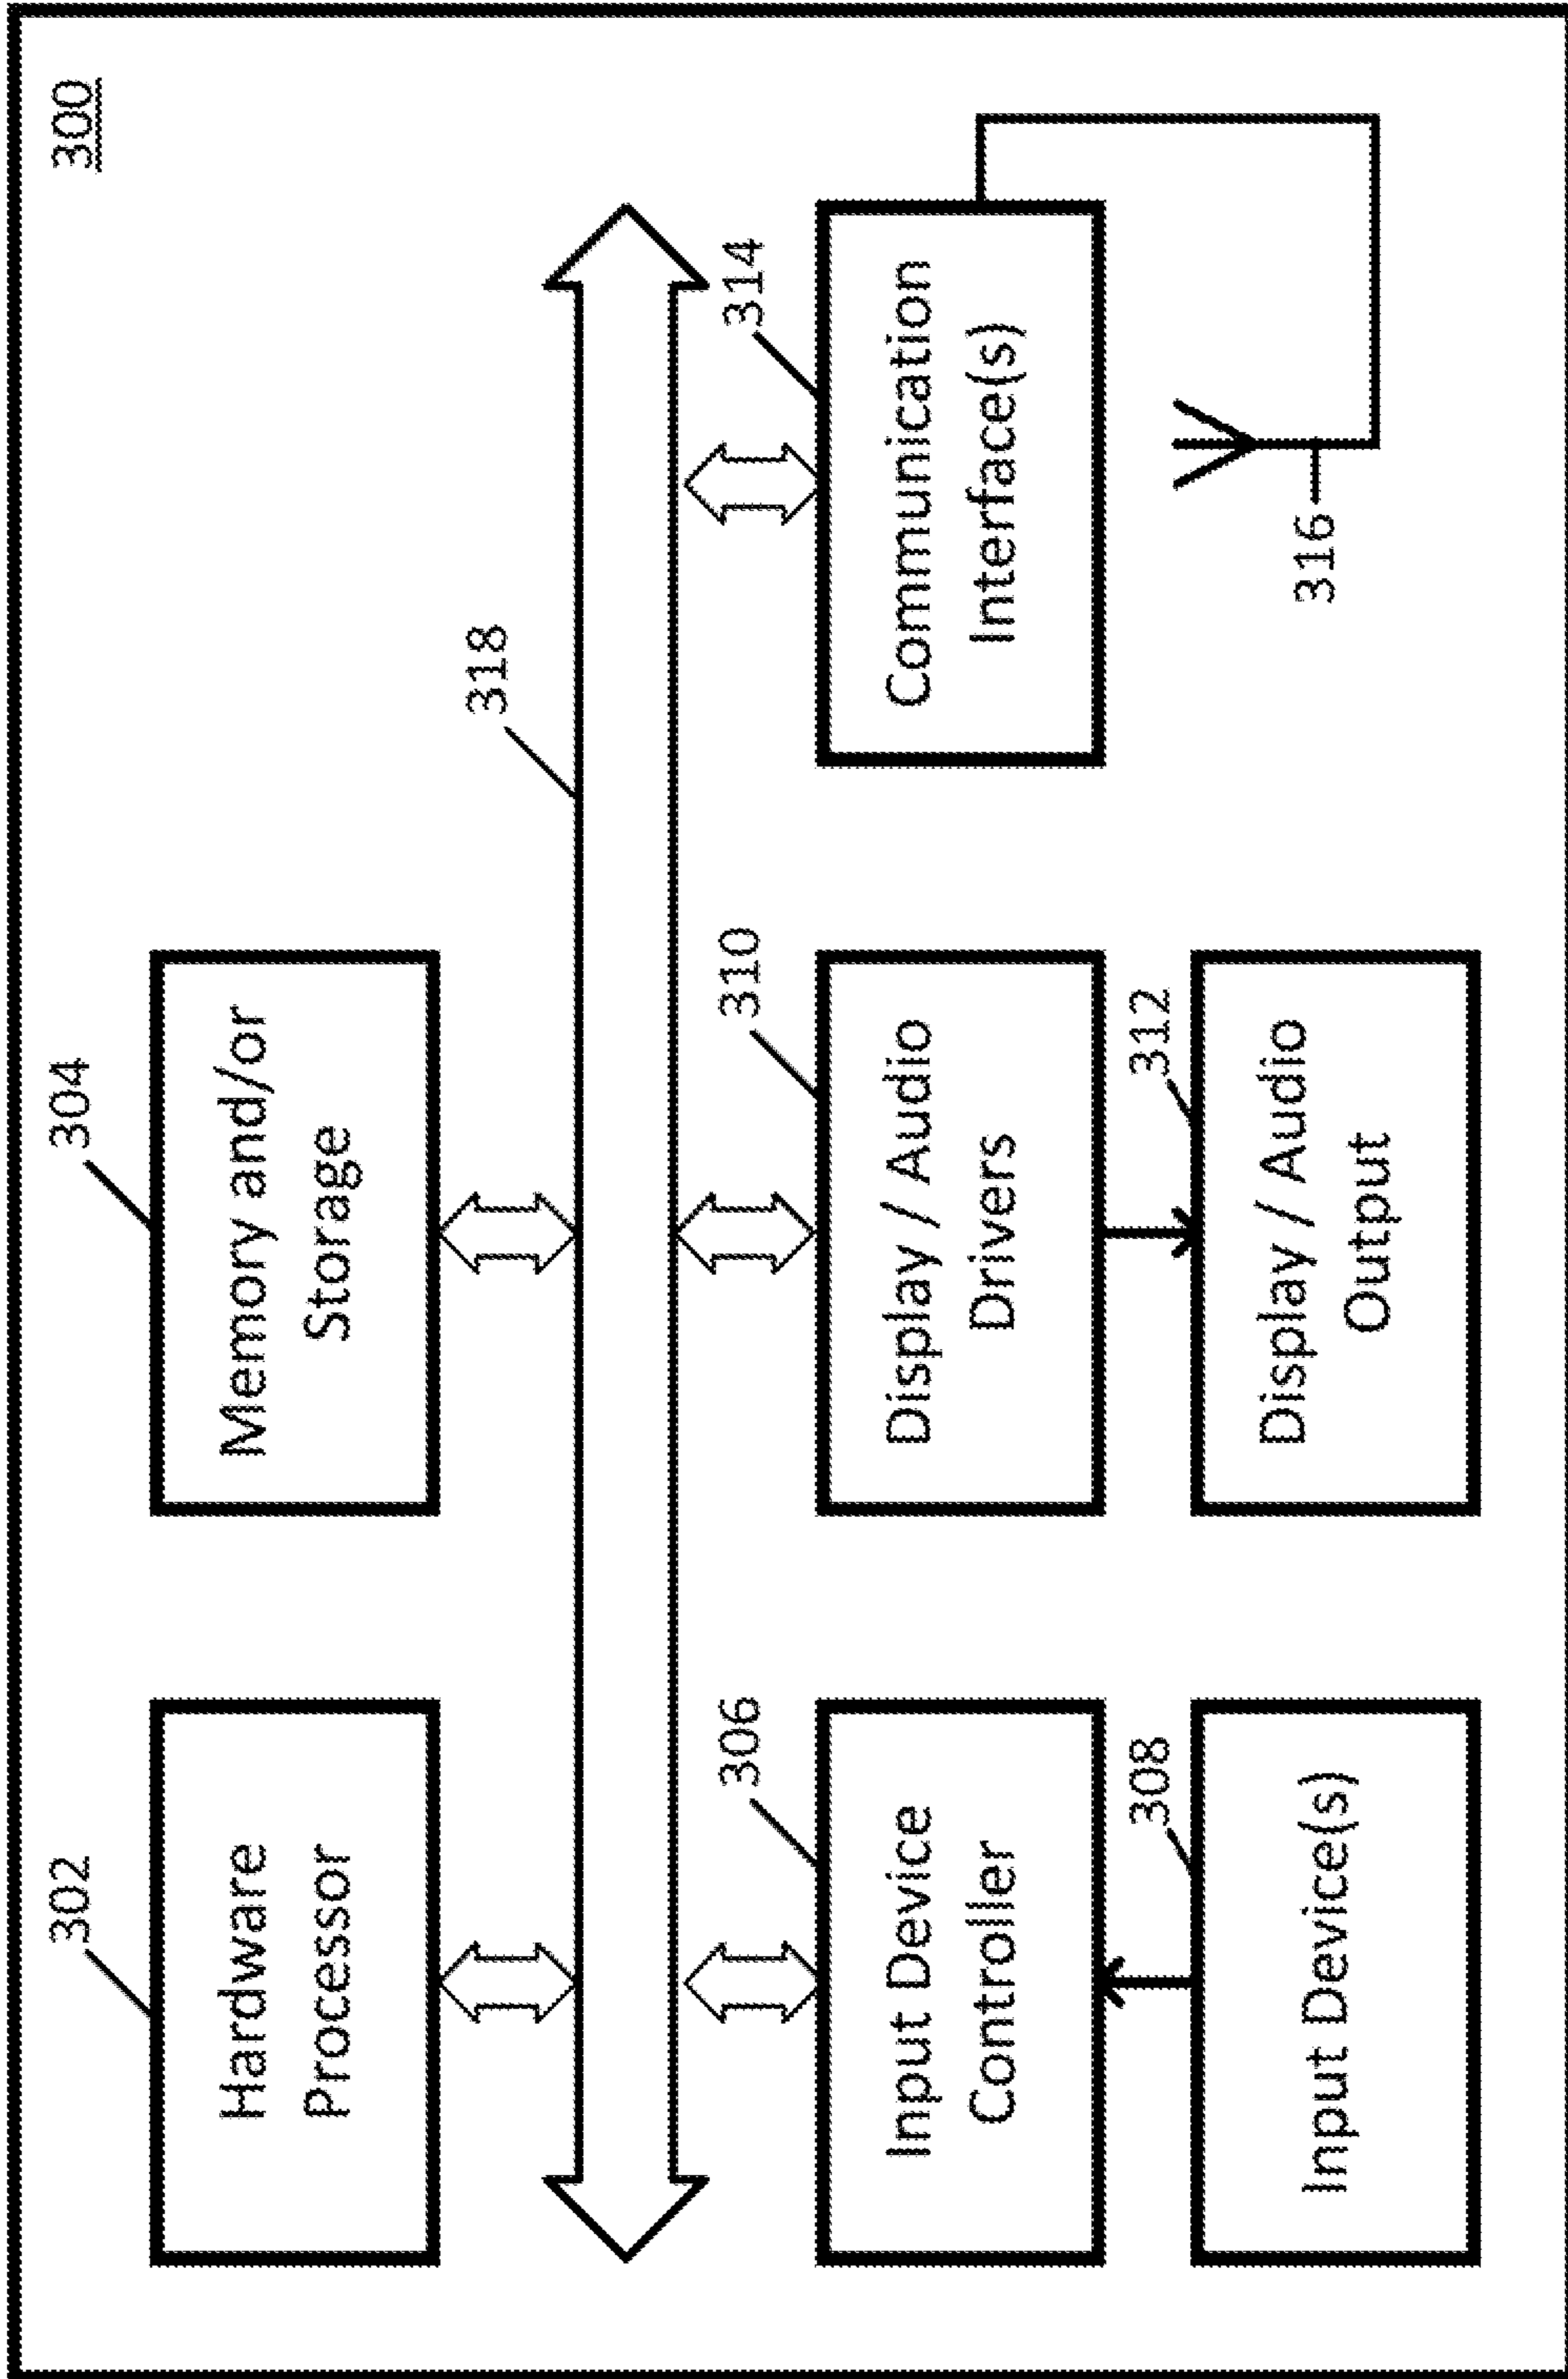 300
302
Hardware
Processor
304
Memory and/or
Storage
318
306
Input Device
Controller
310
Display / Audio
Drivers
314
Communication
Interface(s)
308
Input Device(s)
312
Display / Audio
Output
316